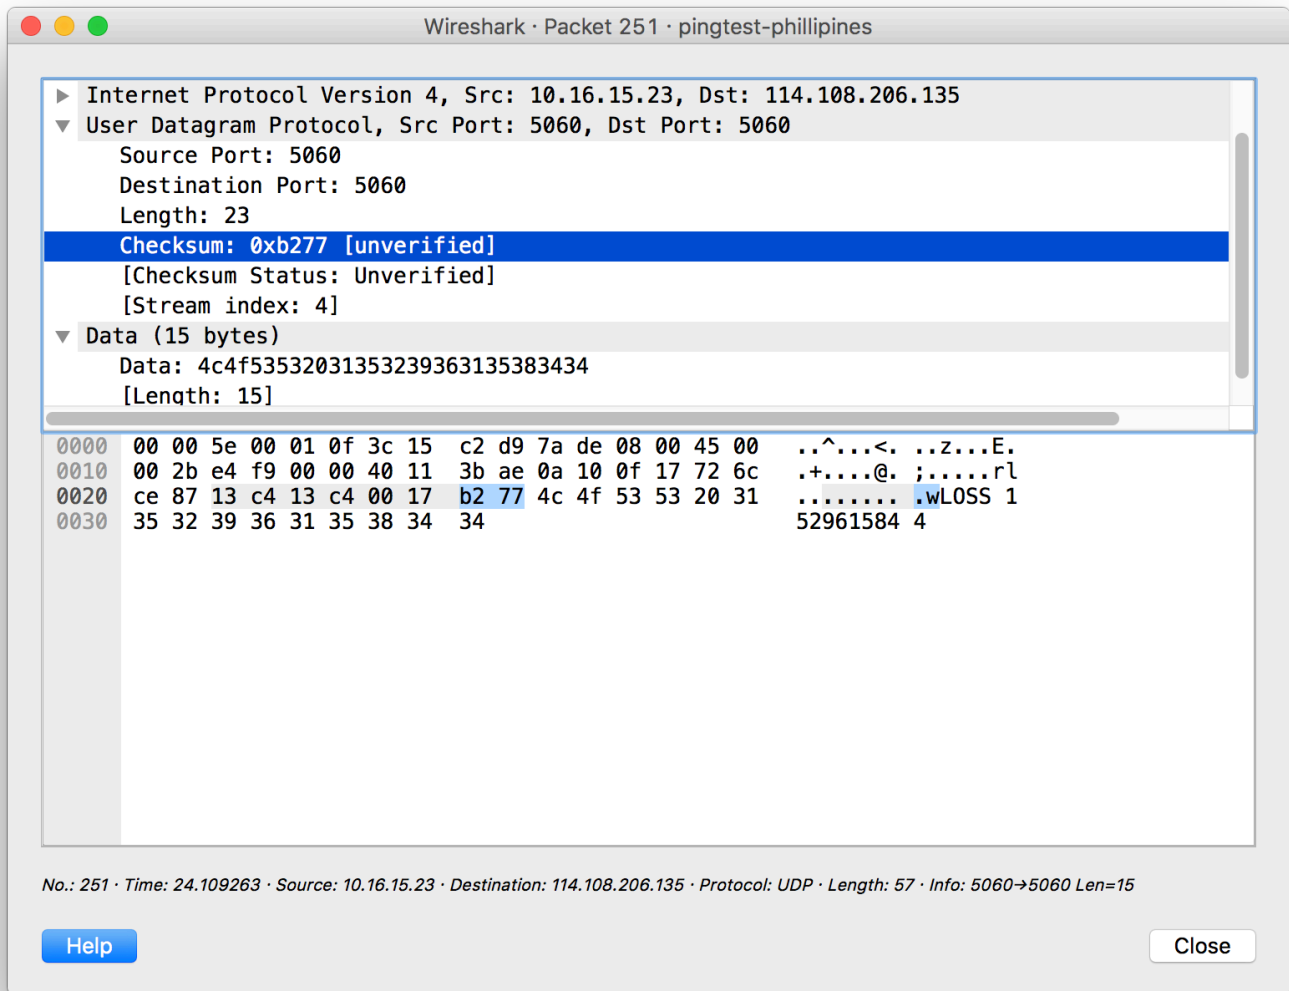 Wireshark · Packet 251 · pingtest-phillipines
Internet Protocol Version 4, Src: 10.16.15.23, Dst: 114.108.206.135
User Datagram Protocol, Src Port: 5060, Dst Port: 5060
Source Port: 5060
Destination Port: 5060
Length: 23
Checksum: 0xb277 [unverified]
[Checksum Status: Unverified]
[Stream index: 4]
Data (15 bytes)
Data: 4c4f53532031353239363135383434
[Length: 15]
0000 00 00 5e 00 01 0f 3c 15 c2 d9 7a de 08 00 45 00 ..^...<. ..z...E.
0010 00 2b e4 f9 00 00 40 11 3b ae 0a 10 0f 17 72 6c .+....@. ;.....rl
0020 ce 87 13 c4 13 c4 00 17 b2 77 4c 4f 53 53 20 31 ........ .wLOSS 1
0030 35 32 39 36 31 35 38 34 34 52961584 4
No.: 251 · Time: 24.109263 · Source: 10.16.15.23 · Destination: 114.108.206.135 · Protocol: UDP · Length: 57 · Info: 5060→5060 Len=15
Help
Close